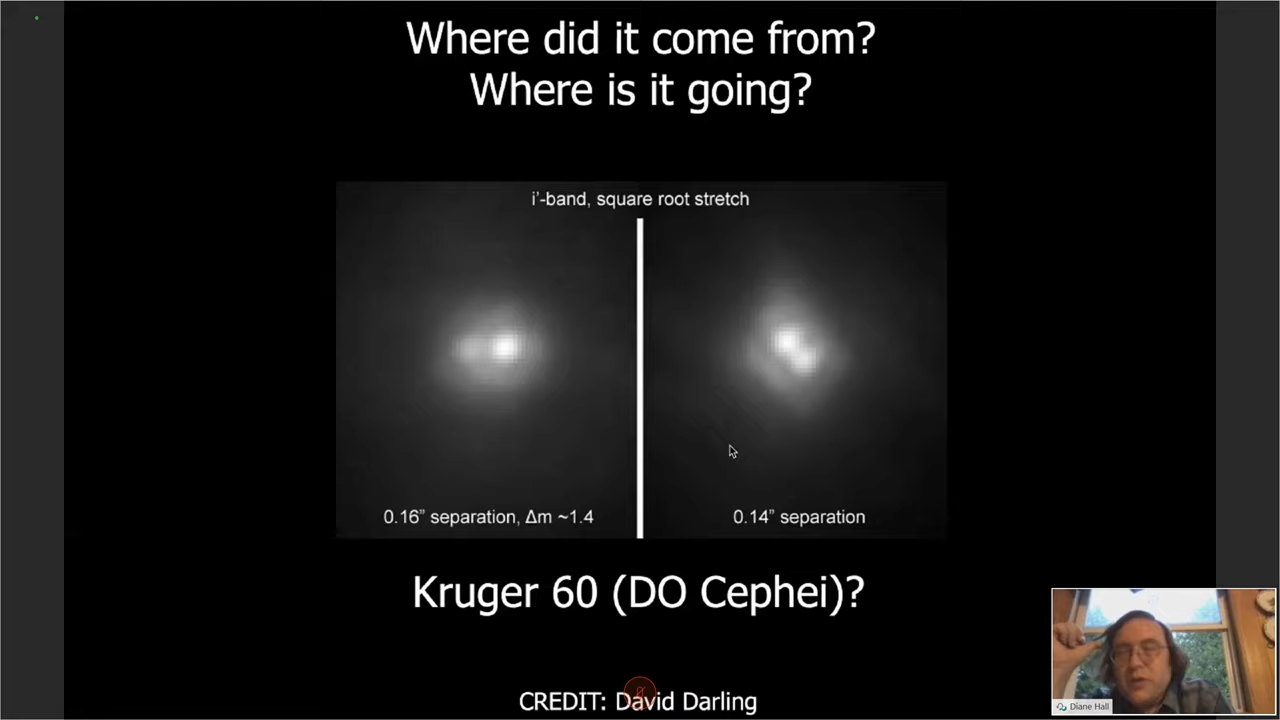 Where did it come from?
Where is it going?
i'-band, square root stretch
0.16” separation, Δm ~1.4
0.14” separation
Kruger 60 (DO Cephei)?
CREDIT: David Darling
Diane Hall